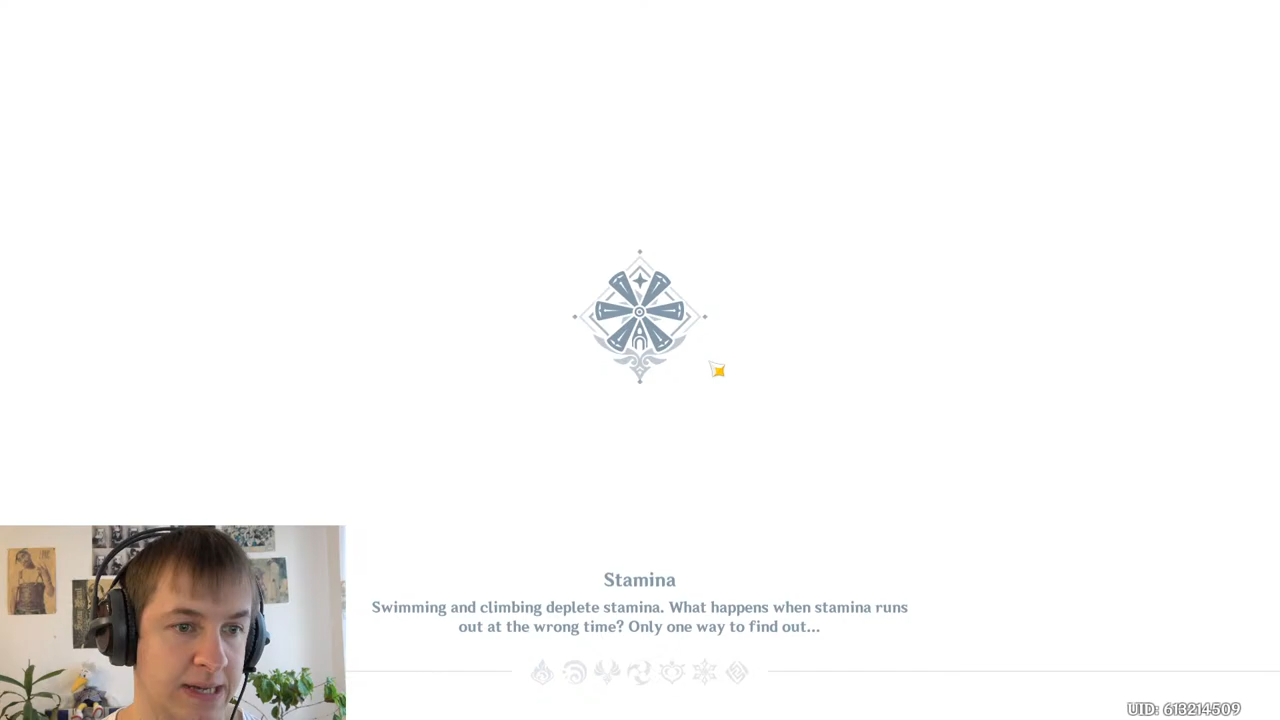 Stamina
Swimming and climbing deplete stamina. What happens when stamina runs
out at the wrong time? Only one way to find out...
UID: 613214509